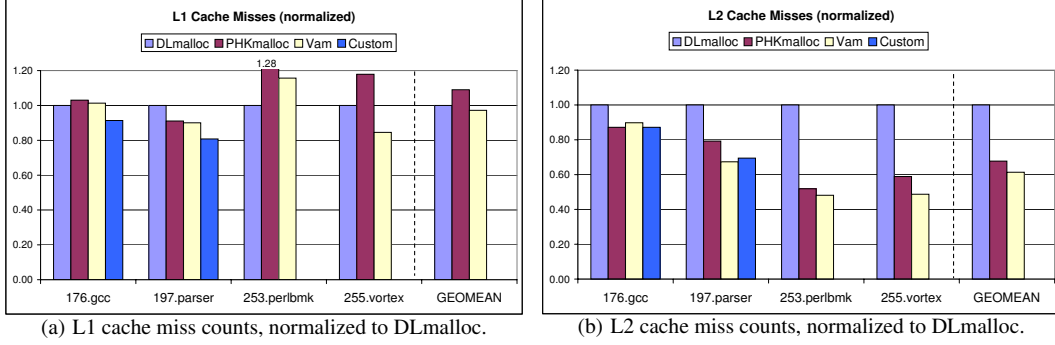 L1 Cache Misses (normalized)
DLmalloc PHKmalloc Vam Custom
1.28
1.20
1.00
0.80
0.60
0.40
0.20
0.00
176.gcc 197.parser 253.perlbmk 255.vortex GEOMEAN
(a) L1 cache miss counts, normalized to DLmalloc.
L2 Cache Misses (normalized)
DLmalloc PHKmalloc Vam Custom
1.20
1.00
0.80
0.60
0.40
0.20
0.00
176.gcc 197.parser 253.perlbmk 255.vortex GEOMEAN
(b) L2 cache miss counts, normalized to DLmalloc.